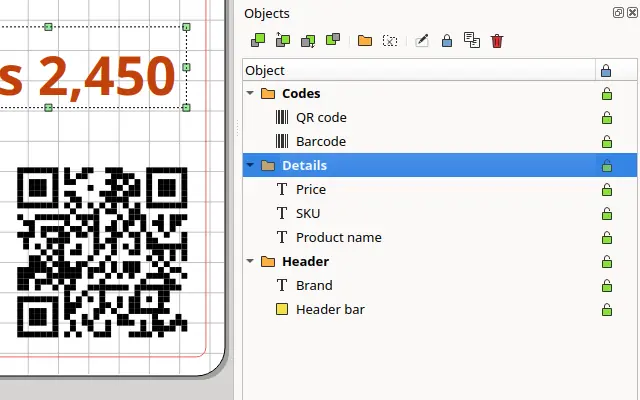 s 2,450
Objects
Object
Codes
QR code
Barcode
Details
Price
SKU
Product name
Header
Brand
Header bar